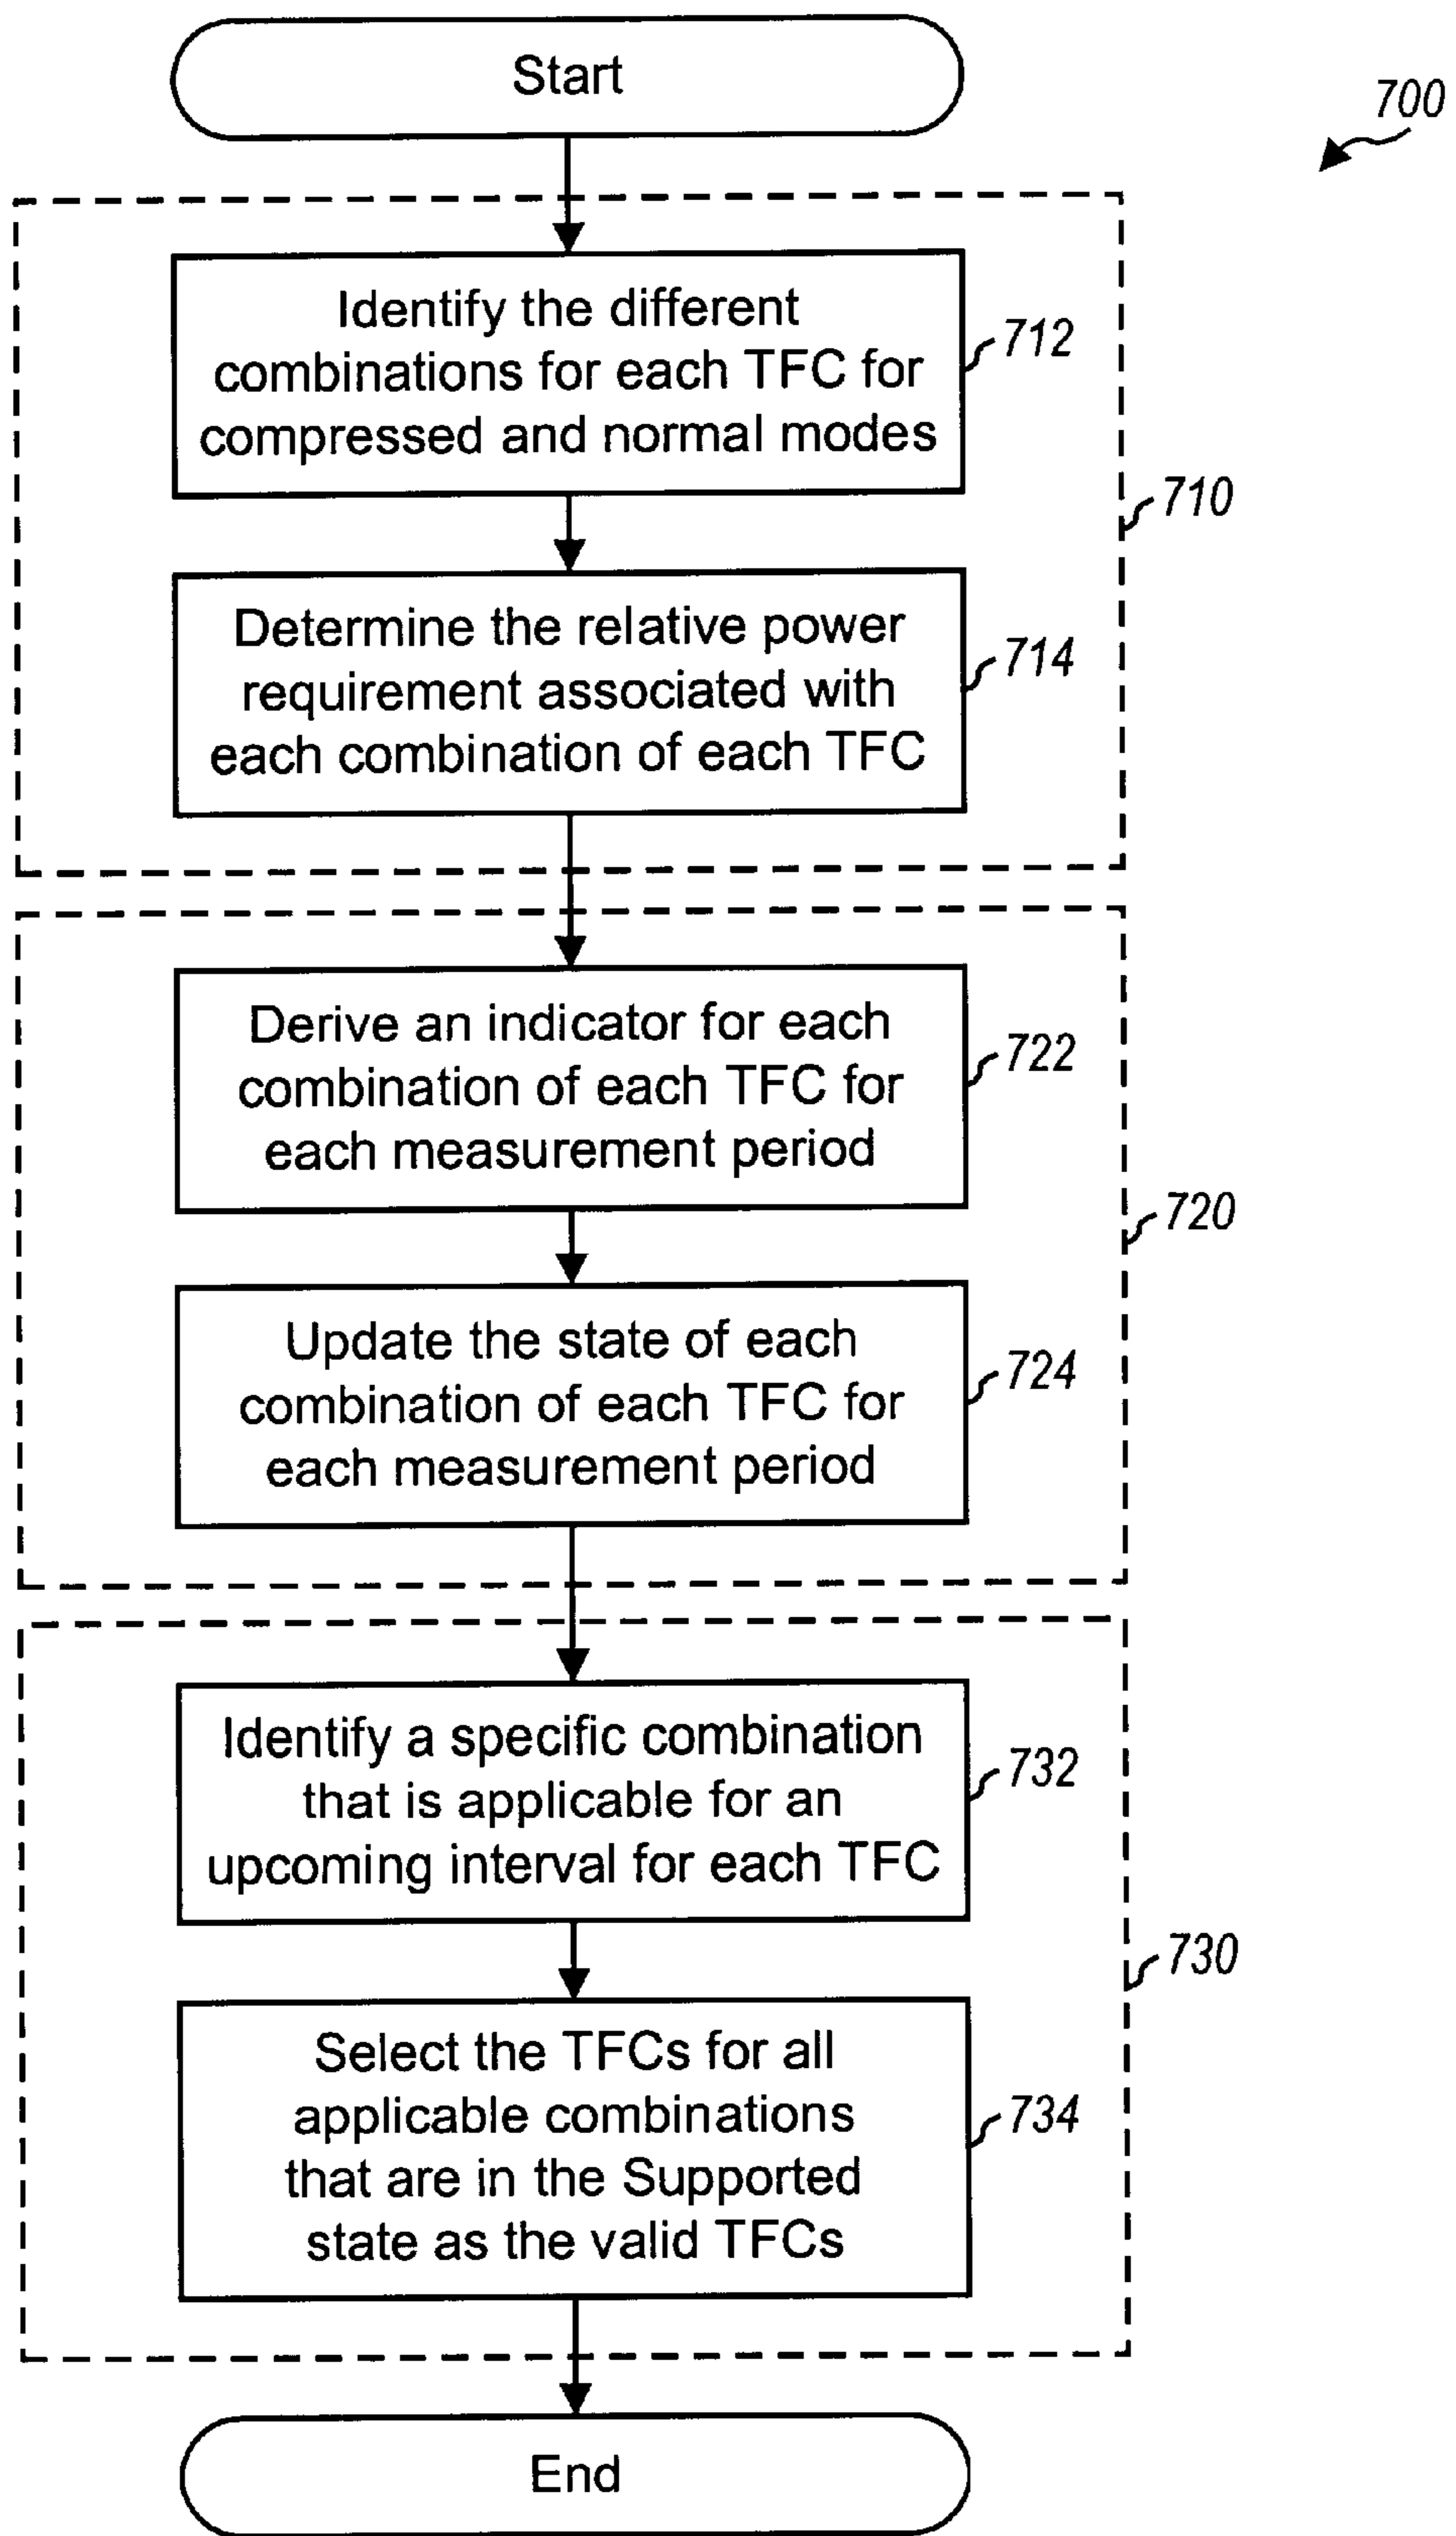 Start
700
Identify the different
combinations for each TFC for
compressed and normal modes
712
710
Determine the relative power
requirement associated with
each combination of each TFC
714
Derive an indicator for each
combination of each TFC for
each measurement period
722
720
Update the state of each
combination of each TFC for
each measurement period
724
Identify a specific combination
that is applicable for an
upcoming interval for each TFC
732
730
Select the TFCs for all
applicable combinations
that are in the Supported
state as the valid TFCs
734
End